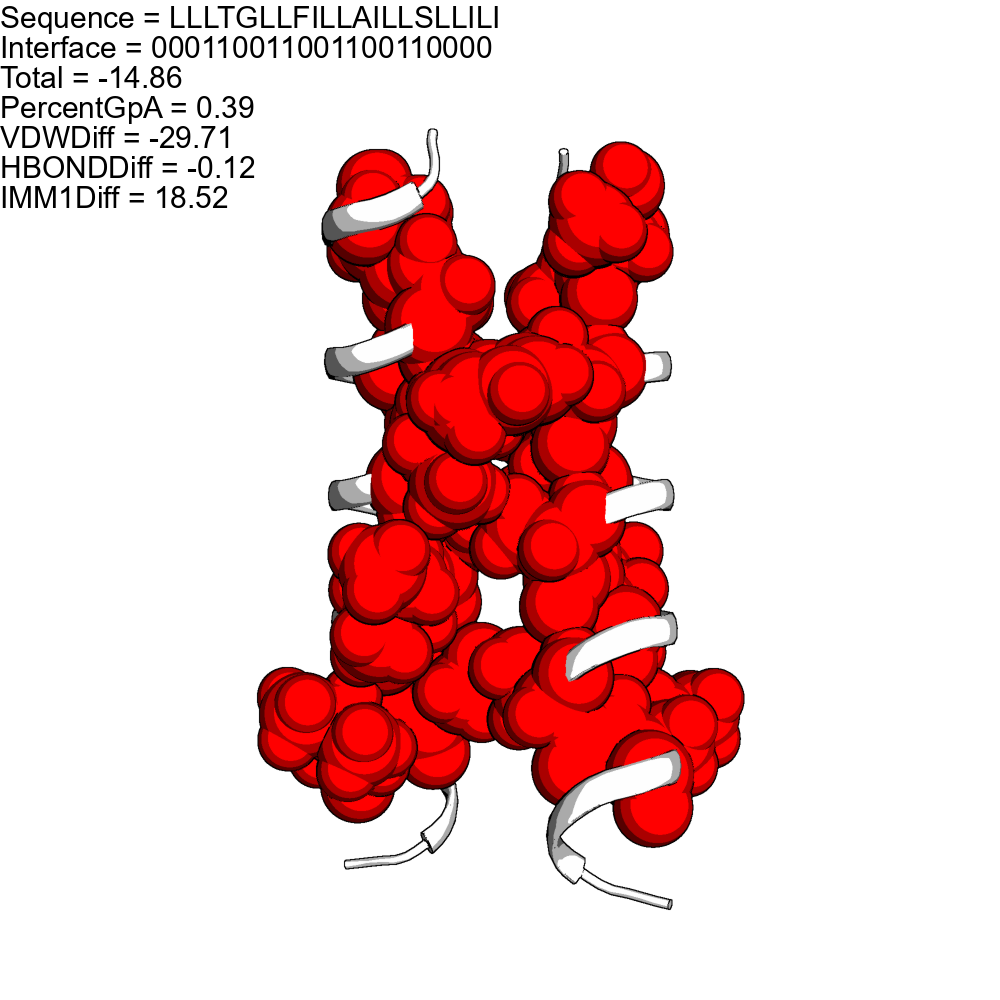 Sequence = LLLTGLLFILLAILLSLLILI
Interface = 000110011001100110000
Total = -14.86
PercentGpA = 0.39
VDWDiff = -29.71
HBONDDiff = -0.12
IMM1Diff = 18.52